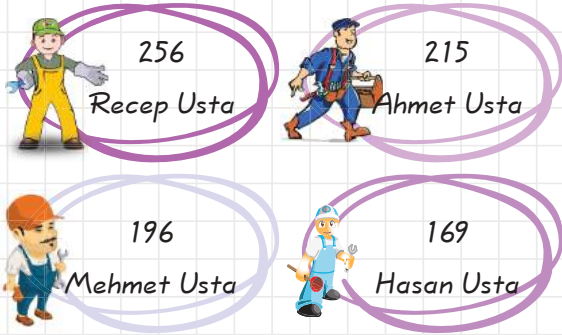 256
Recep Usta
215
Ahmet Usta
196
Mehmet Usta
169
Hasan Usta